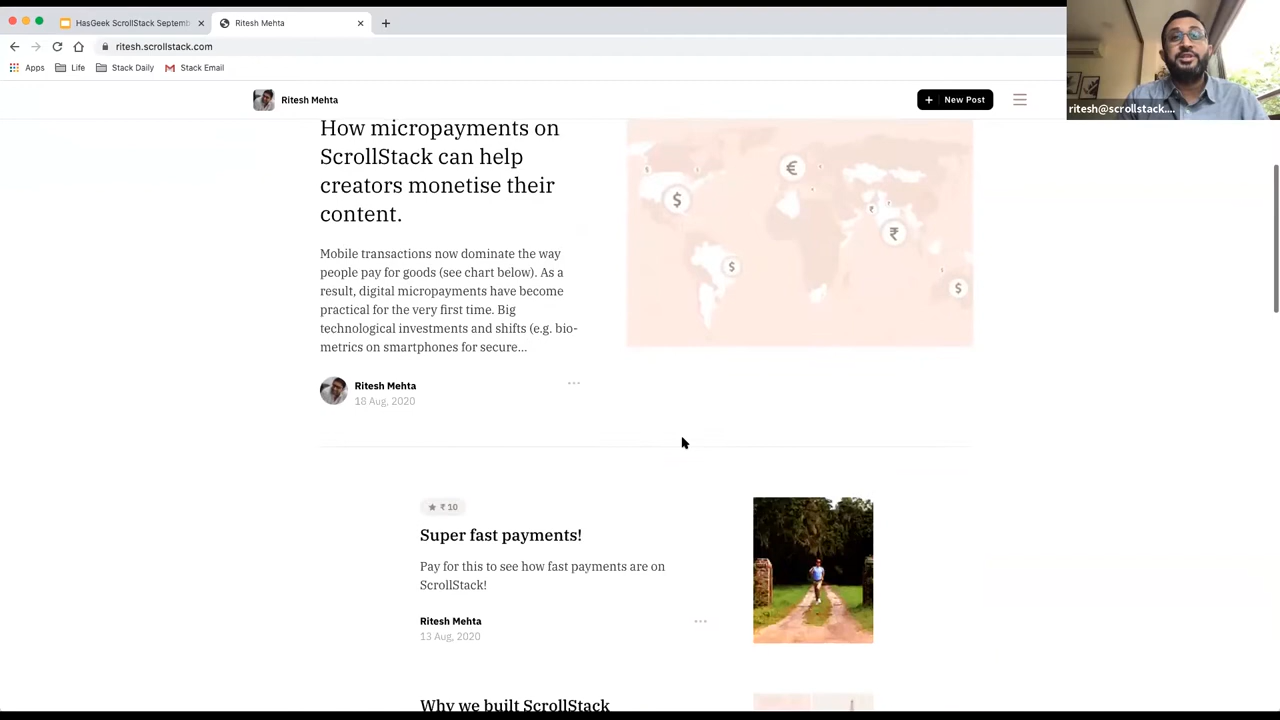 HasGeek ScrollStack Septemb
Ritesh Mehta
ritesh.scrollstack.com
Apps
Life
Stack Daily
Stack Email
ritesh@scrollstack....
Ritesh Mehta
+ New Post
How micropayments on
ScrollStack can help
creators monetise their
content.
Mobile transactions now dominate the way
people pay for goods (see chart below). As a
result, digital micropayments have become
practical for the very first time. Big
technological investments and shifts (e.g. bio-
metrics on smartphones for secure...
$
€
₹
$
$
Ritesh Mehta
18 Aug, 2020
★ ₹ 10
Super fast payments!
Pay for this to see how fast payments are on
ScrollStack!
Ritesh Mehta
13 Aug, 2020
Why we built ScrollStack